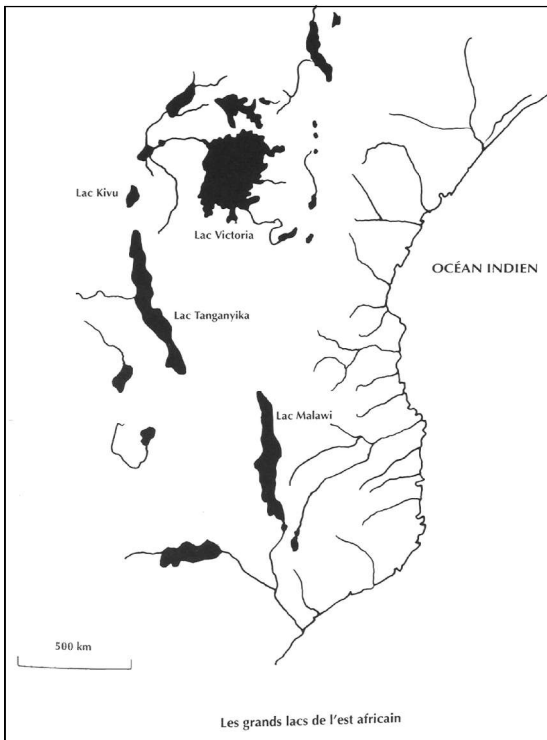 Lac Kivu
Lac Victoria
OCÉAN INDIEN
Lac Tanganyika
Lac Malawi
500 km
Les grands lacs de l'est africain